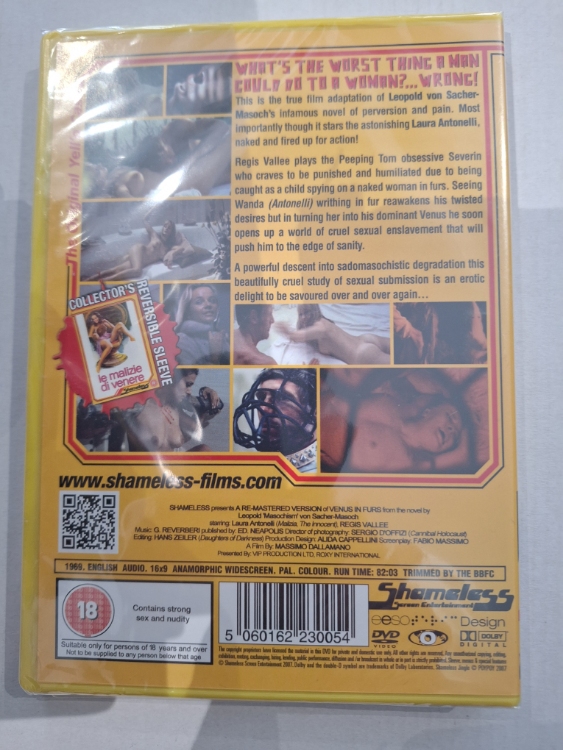 WHAT'S THE WORST THING A MAN
COULD DO TO A WOMAN?... WRONG!
This is the true film adaptation of Leopold von Sacher-
Masoch's infamous novel of perversion and pain. Most
importantly though it stars the astonishing Laura Antonelli,
naked and fired up for action!
Regis Vallee plays the Peeping Tom obsessive Severin
who craves to be punished and humiliated due to being
caught as a child spying on a naked woman in furs. Seeing
Wanda (Antonelli) writhing in fur reawakens his twisted
desires but in turning her into his dominant Venus he soon
opens up a world of cruel sexual enslavement that will
push him to the edge of sanity.
A powerful descent into sadomasochistic degradation this
beautifully cruel study of sexual submission is an erotic
delight to be savoured over and over again...
The Original Yell
COLLECTOR'S
REVERSIBLE SLEEVE
le malizie
di venere
www.shameless-films.com
SHAMELESS presents A RE-MASTERED VERSION of VENUS IN FURS from the novel by
Leopold 'Masochism' von Sacher-Masoch
starring: Laura Antonelli (Malizia, The Innocent), REGIS VALLEE
Music: G. REVERBERI published by ED. NEAPOLIS Director of photography: SERGIO D'OFFIZI (Cannibal Holocaust)
Editing: HANS ZEILER (Daughters of Darkness) Production Design: ALIDA CAPPELLINI Screenplay: FABIO MASSIMO
A Film By: MASSIMO DALLAMANO
Presented By: VIP PRODUCTION LTD, ROXY INTERNATIONAL
1969. ENGLISH AUDIO. 16x9 ANAMORPHIC WIDESCREEN. PAL. COLOUR. RUN TIME: 82:03 TRIMMED BY THE BBFC
18
Contains strong
sex and nudity
Suitable only for persons of 18 years and over
Not to be supplied to any person below that age
5 060162 230054
Shameless
Screen Entertainment
eeso
Design
DVD
VIDEO
DOLBY
DIGITAL